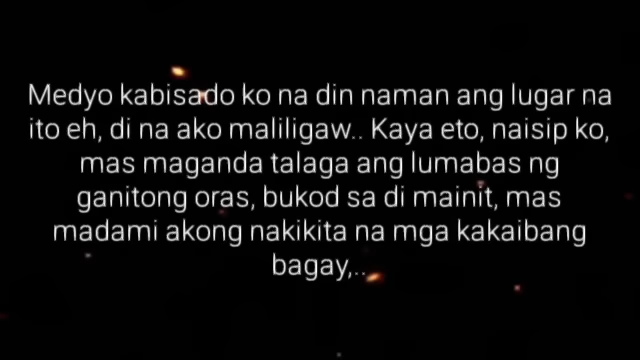 Medyo kabisado ko na din naman ang lugar na
ito eh, di na ako maliligaw.. Kaya eto, naisip ko,
mas maganda talaga ang lumabas ng
ganitong oras, bukod sa di mainit, mas
madami akong nakikita na mga kakaibang
bagay,..